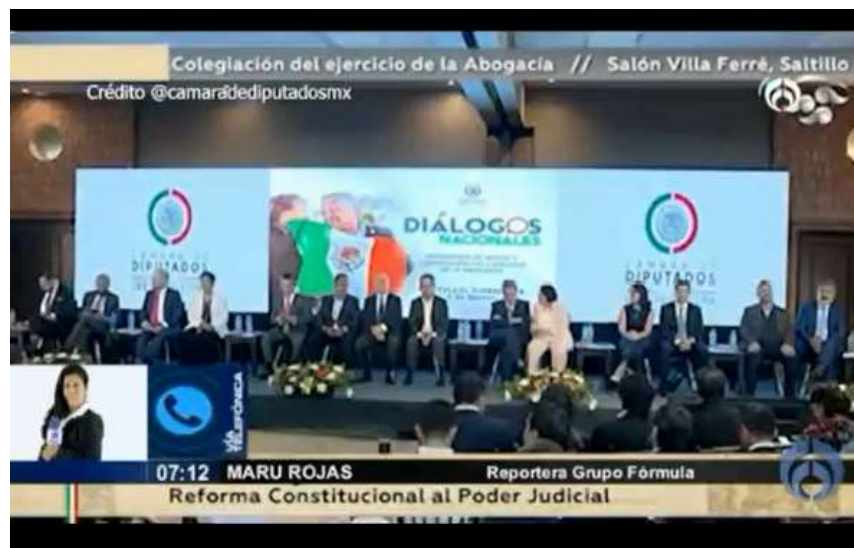 Colegiación del ejercicio de la Abogacía // Salón Villa Ferré, Saltillo
Crédito @camaradediputadosmx
DIÁLOGOS
NACIONALES
CÁMARA DE
DIPUTADOS
CÁMARA DE
DIPUTADOS
VÍA
TELEFÓNICA
07:12 MARU ROJAS Reportera Grupo Fórmula
Reforma Constitucional al Poder Judicial